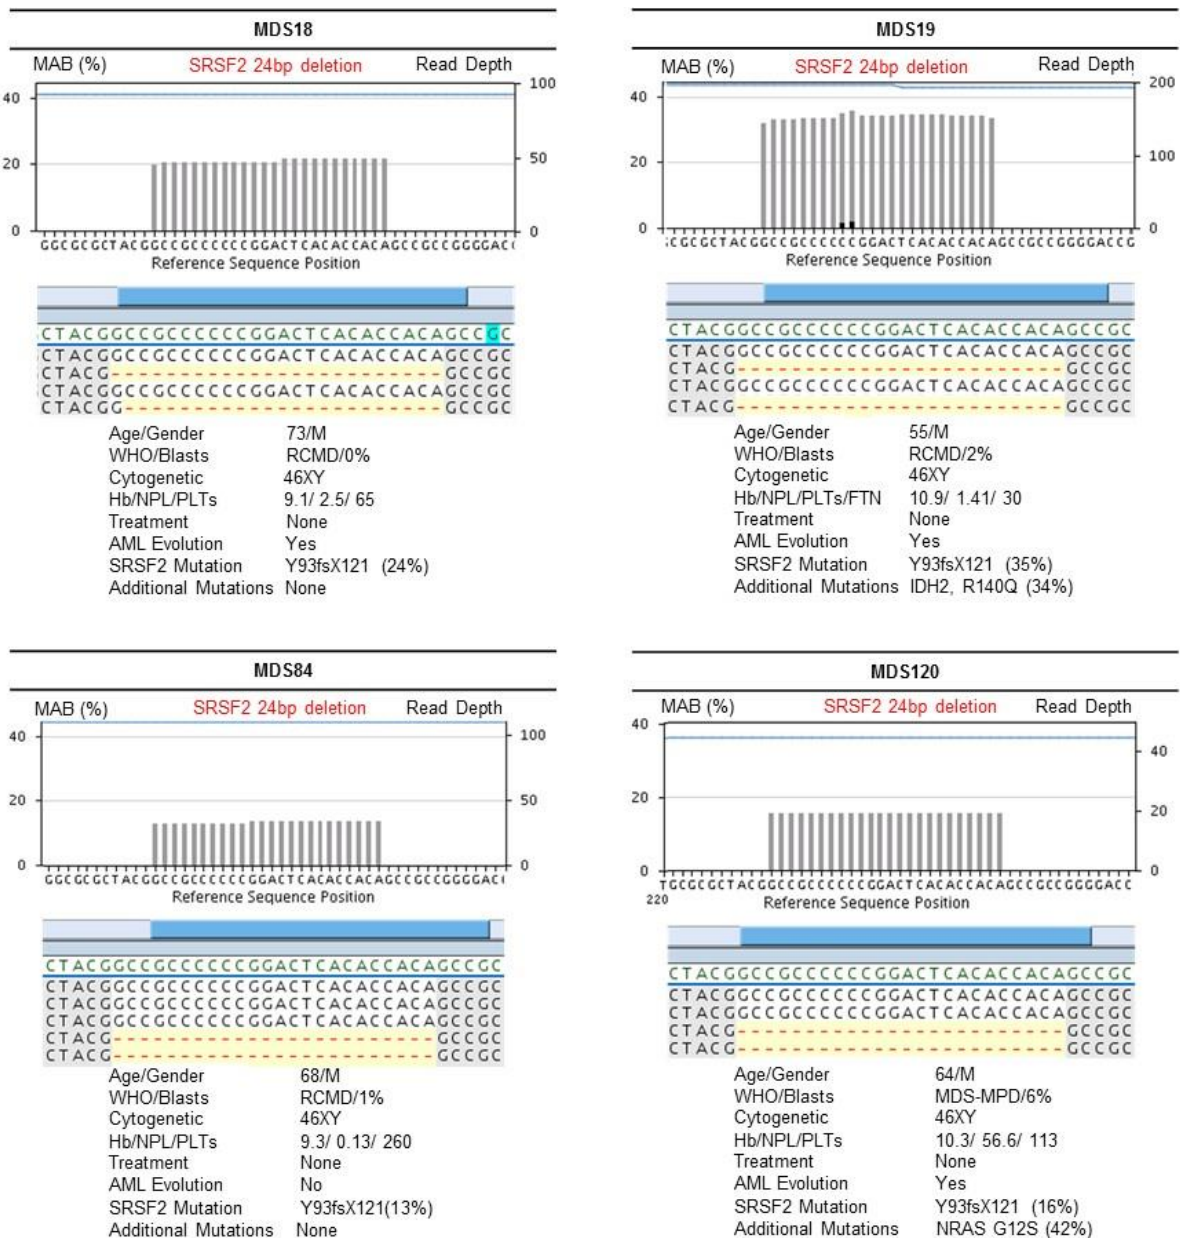 MDS18
MAB (%) SRSF2 24bp deletion Read Depth
40 100
20 50
0 0
GGCGCGCTACGGCCGCCCCCCGGACTCACACCACAGCCGCCGGGGAC
Reference Sequence Position
CTACGGCCGCCCCCCGGACTCACACCACAGCCGC
CTACGGCCGCCCCCCGGACTCACACCACAGCCGC
CTACG------------------------GCCGC
CTACGGCCGCCCCCCGGACTCACACCACAGCCGC
CTACGG-----------------------GCCGC
Age/Gender 73/M
WHO/Blasts RCMD/0%
Cytogenetic 46XY
Hb/NPL/PLTs 9.1/ 2.5/ 65
Treatment None
AML Evolution Yes
SRSF2 Mutation Y93fsX121 (24%)
Additional Mutations None
MDS19
MAB (%) SRSF2 24bp deletion Read Depth
40 200
20 100
0 0
CGCGCTACGGCCGCCCCCCGGACTCACACCACAGCCGCCGGGGACCG
Reference Sequence Position
CTACGGCCGCCCCCCGGACTCACACCACAGCCGC
CTACGGCCGCCCCCCGGACTCACACCACAGCCGC
CTACG------------------------GCCGC
CTACGGCCGCCCCCCGGACTCACACCACAGCCGC
CTACG------------------------GCCGC
Age/Gender 55/M
WHO/Blasts RCMD/2%
Cytogenetic 46XY
Hb/NPL/PLTs/FTN 10.9/ 1.41/ 30
Treatment None
AML Evolution Yes
SRSF2 Mutation Y93fsX121 (35%)
Additional Mutations IDH2, R140Q (34%)
MDS84
MAB (%) SRSF2 24bp deletion Read Depth
40 100
20 50
0 0
GGCGCGCTACGGCCGCCCCCCGGACTCACACCACAGCCGCCGGGGAC
Reference Sequence Position
CTACGGCCGCCCCCCGGACTCACACCACAGCCGC
CTACGGCCGCCCCCCGGACTCACACCACAGCCGC
CTACGGCCGCCCCCCGGACTCACACCACAGCCGC
CTACGGCCGCCCCCCGGACTCACACCACAGCCGC
CTACG------------------------GCCGC
CTACG------------------------GCCGC
Age/Gender 68/M
WHO/Blasts RCMD/1%
Cytogenetic 46XY
Hb/NPL/PLTs 9.3/ 0.13/ 260
Treatment None
AML Evolution No
SRSF2 Mutation Y93fsX121(13%)
Additional Mutations None
MDS120
MAB (%) SRSF2 24bp deletion Read Depth
40 40
20 20
0 0
TGCGCGCTACGGCCGCCCCCCGGACTCACACCACAGCCGCCGGGGACC
220 Reference Sequence Position
CTACGGCCGCCCCCCGGACTCACACCACAGCCGC
CTACGGCCGCCCCCCGGACTCACACCACAGCCGC
CTACGGCCGCCCCCCGGACTCACACCACAGCCGC
CTACG------------------------GCCGC
CTACG------------------------GCCGC
Age/Gender 64/M
WHO/Blasts MDS-MPD/6%
Cytogenetic 46XY
Hb/NPL/PLTs 10.3/ 56.6/ 113
Treatment None
AML Evolution Yes
SRSF2 Mutation Y93fsX121 (16%)
Additional Mutations NRAS G12S (42%)